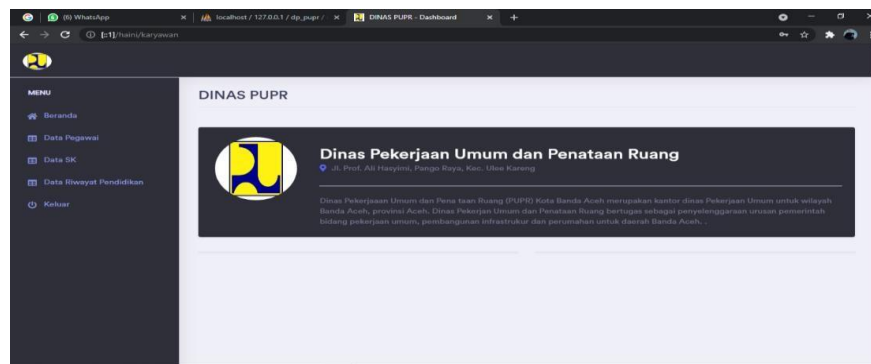 (6) WhatsApp
localhost / 127.0.0.1 / dp_pupr /
DINAS PUPR - Dashboard
[::1]/haini/karyawan
MENU
Beranda
Data Pegawai
Data SK
Data Riwayat Pendidikan
Keluar
DINAS PUPR
Dinas Pekerjaan Umum dan Penataan Ruang
Jl. Prof. Ali Hasyimi, Pango Raya, Kec. Ulee Kareng
Dinas Pekerjasan Umum dan Pena taan Ruang (PUPR) Kota Banda Aceh merupakan kantor dinas Pekerjaan Umum untuk wilayah
Banda Aceh, provinsi Aceh. Dinas Pekerjan Umum dan Penataan Ruang bertugas sebagai penyelenggaraan urusan pemerintah
bidang pekerjaan umum, pembangunan infrastrukur dan perumahan untuk daerah Banda Aceh. .